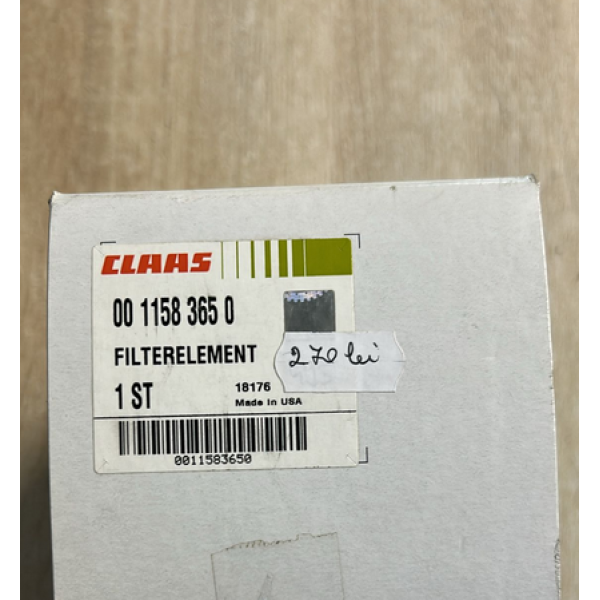 CLAAS
00 1158 365 0
FILTERELEMENT
270 lei
1 ST
18176
Made in USA
0011583650